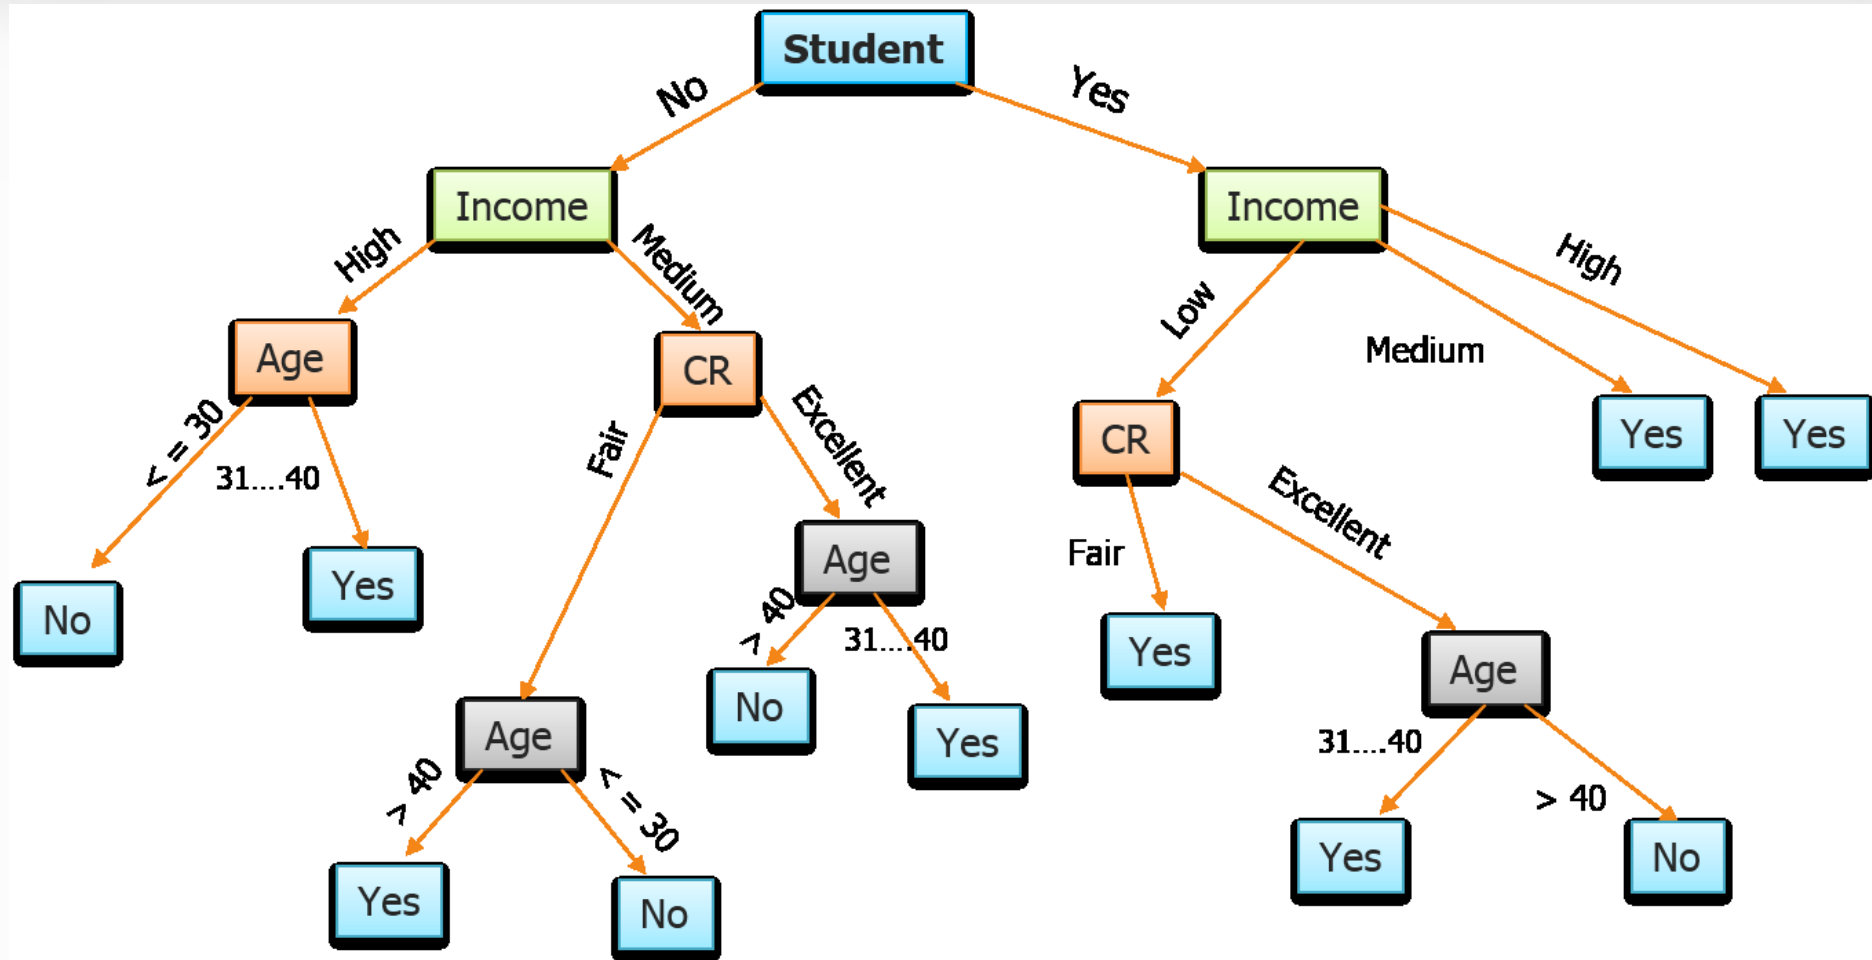 Student
No
Yes
Income
Income
High
Medium
Low
Medium
High
Age
CR
CR
Yes
Yes
< = 30
31....40
Fair
Excellent
Fair
Excellent
No
Yes
Age
Yes
Age
> 40
31....40
No
Yes
31....40
> 40
Age
Yes
No
> 40
< = 30
Yes
No